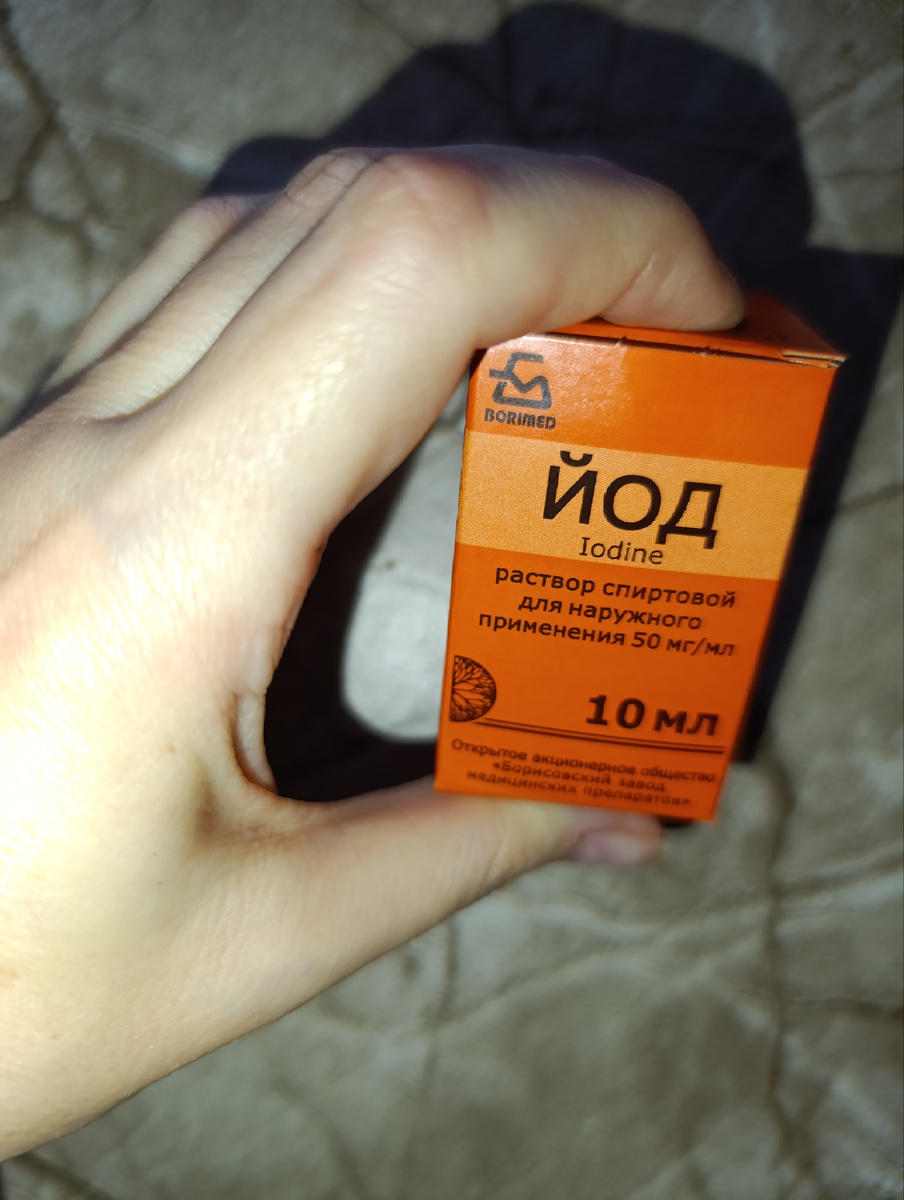 BORIMED
ЙОД
Iodine
раствор спиртовой
для наружного
применения 50 мг/мл
10 мл
Открытое акционерное общество
«Борисовский завод
медицинских препаратов»